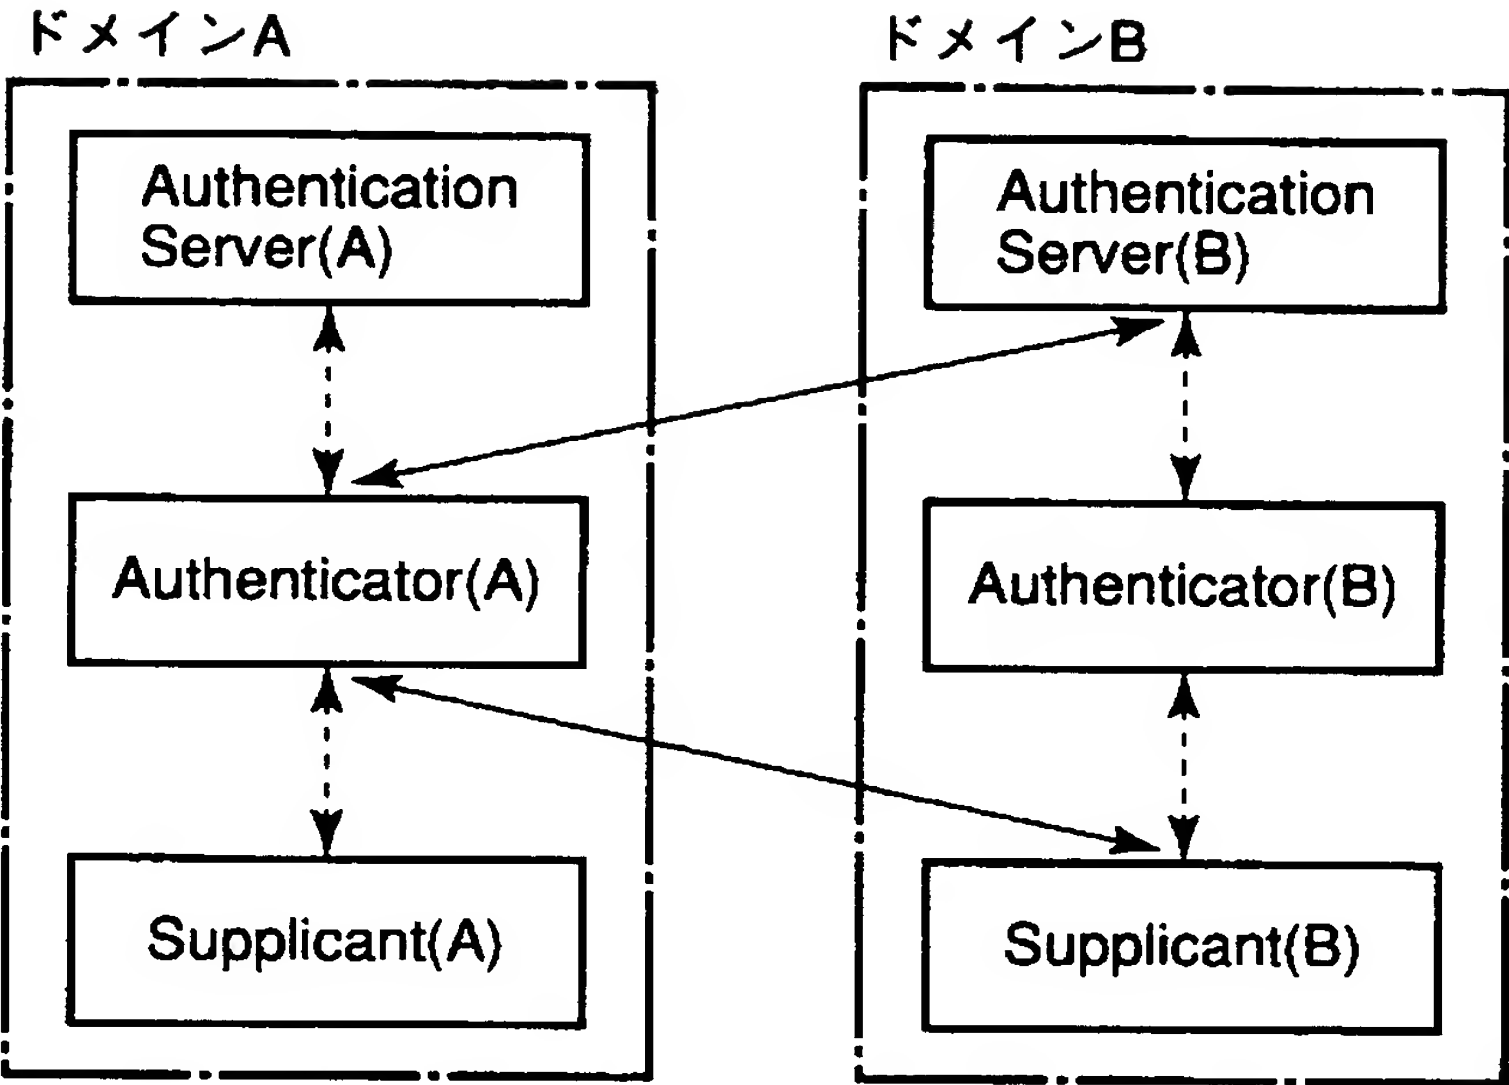 ドメインA
Authentication
Server(A)
Authenticator(A)
Supplicant(A)
ドメインB
Authentication
Server(B)
Authenticator(B)
Supplicant(B)